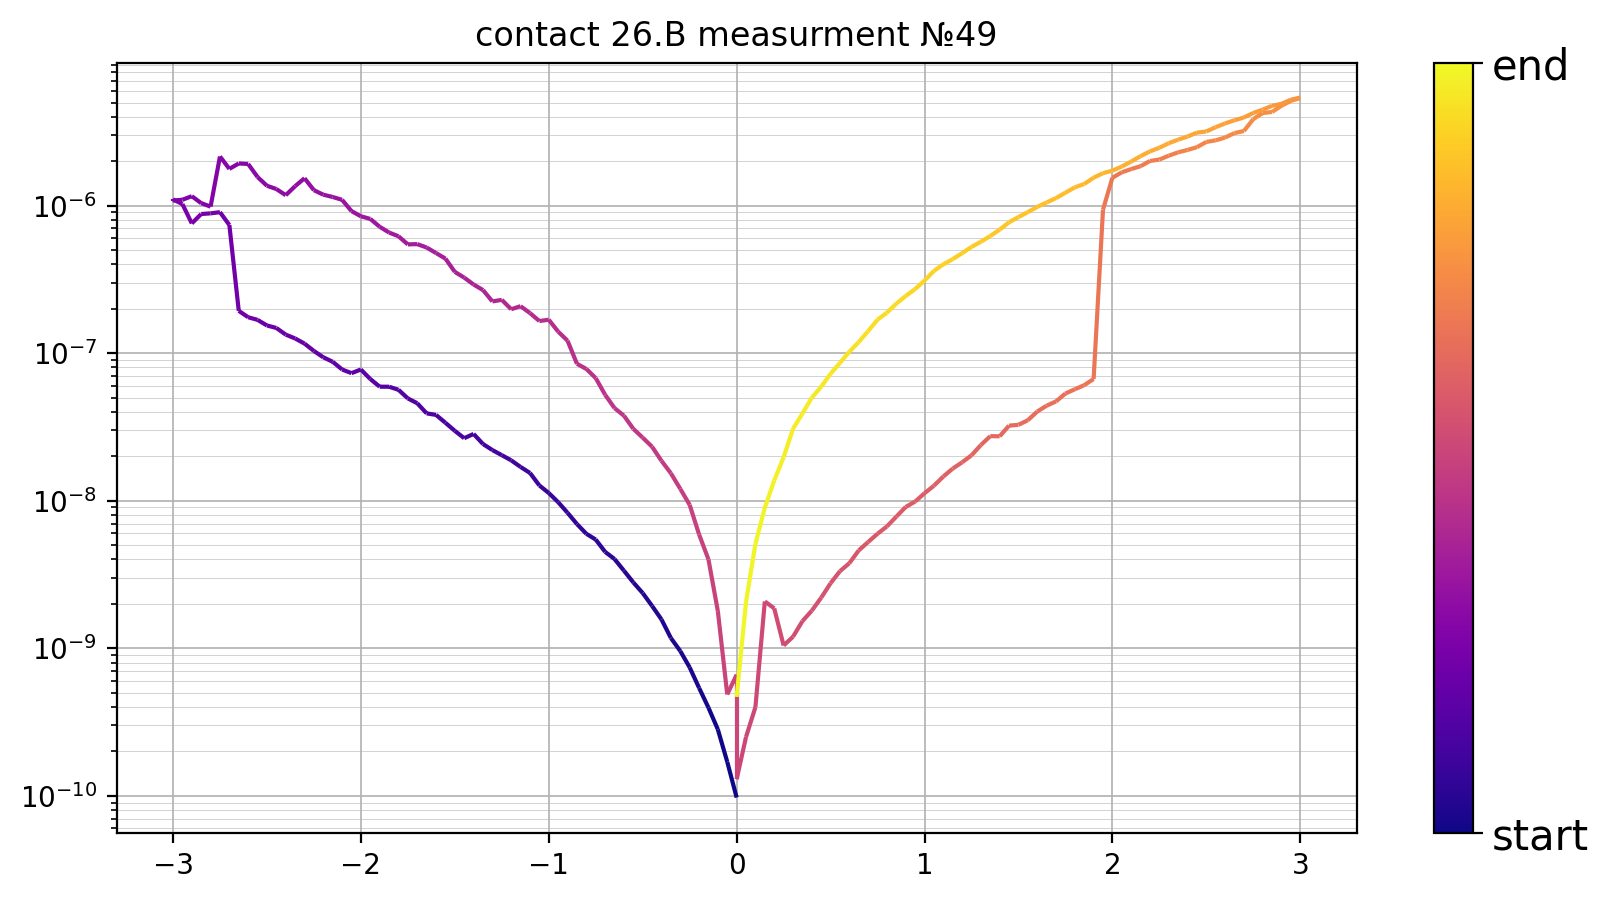 contact 26.B measurment №49
10⁻⁶
10⁻⁷
10⁻⁸
10⁻⁹
10⁻¹⁰
−3 −2 −1 0 1 2 3
end
start